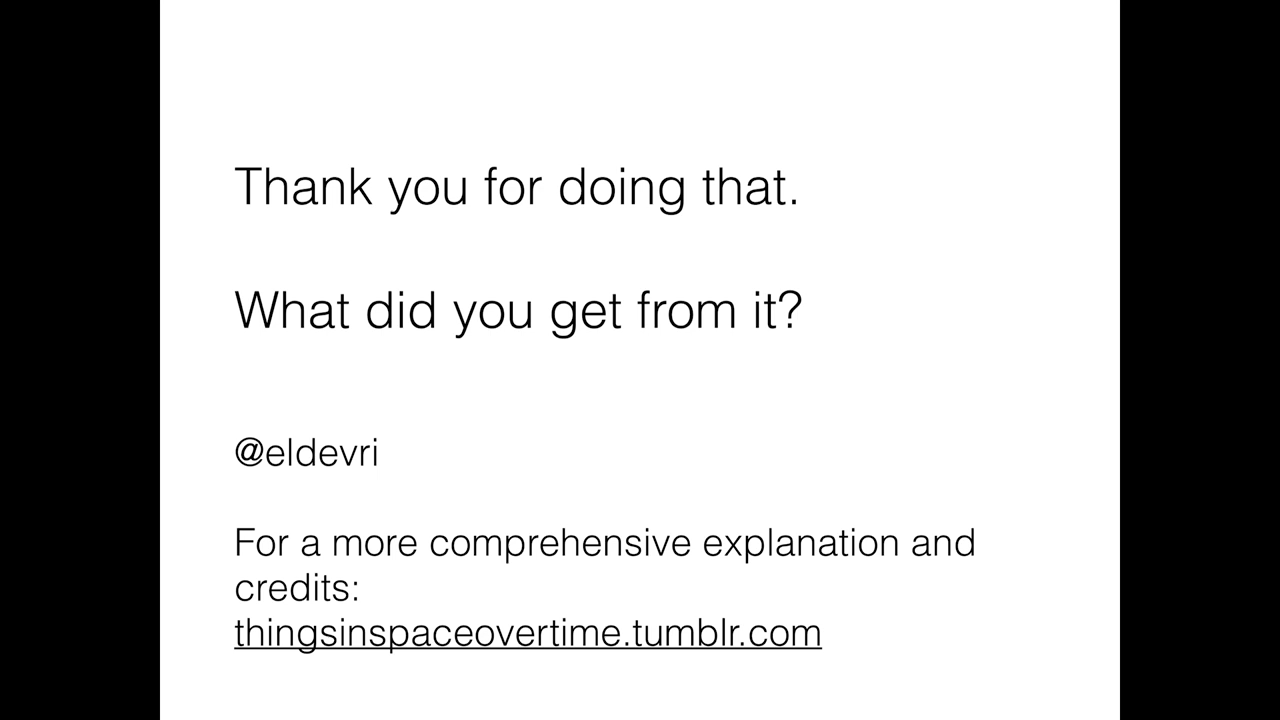 Thank you for doing that.
What did you get from it?
@eldevri
For a more comprehensive explanation and
credits:
thingsinspaceovertime.tumblr.com